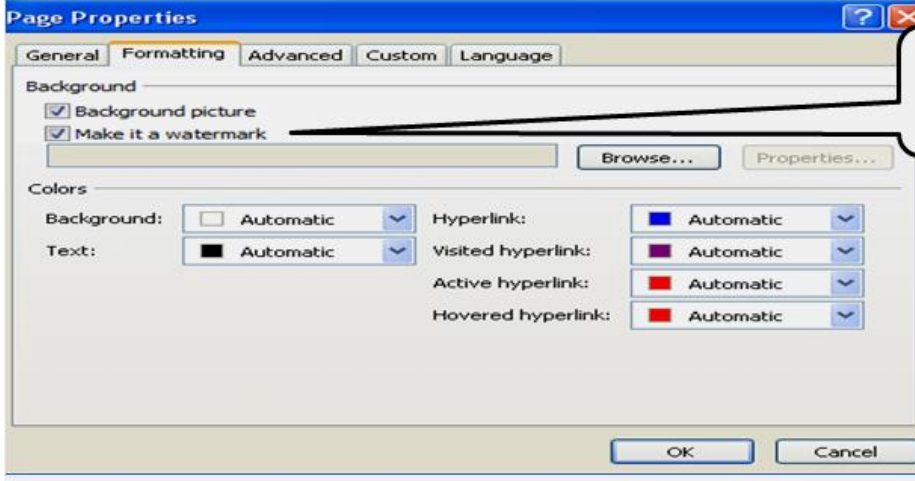 Page Properties
General Formatting Advanced Custom Language
Background
Background picture
Make it a watermark
Browse... Properties...
Colors
Background: Automatic Hyperlink: Automatic
Text: Automatic Visited hyperlink: Automatic
Active hyperlink: Automatic
Hovered hyperlink: Automatic
OK Cancel